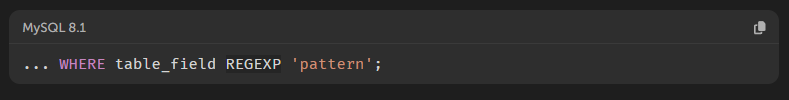 MySQL 8.1
... WHERE table_field REGEXP 'pattern';